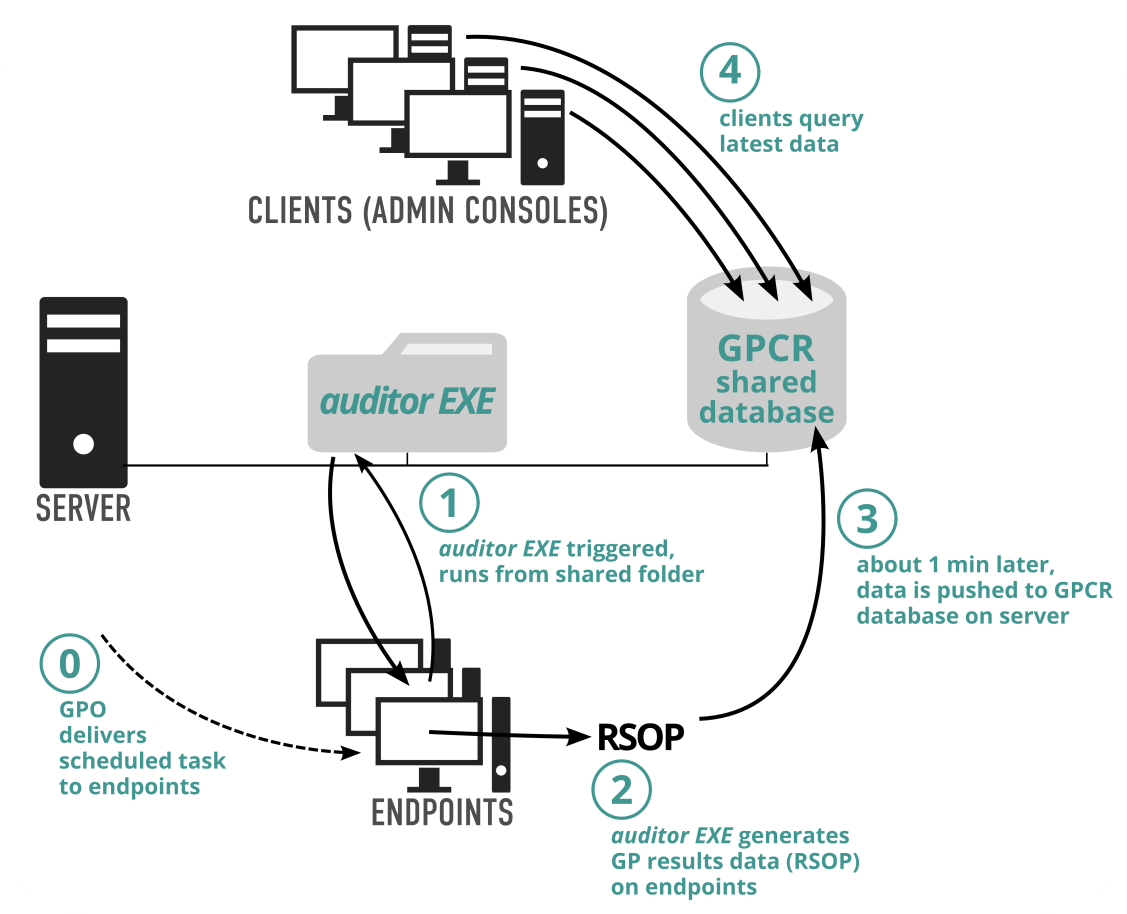 4
clients query
latest data
CLIENTS (ADMIN CONSOLES)
GPCR
shared
database
auditor EXE
SERVER
1
auditor EXE triggered,
runs from shared folder
3
about 1 min later,
data is pushed to GPCR
database on server
0
GPO
delivers
scheduled task
to endpoints
ENDPOINTS
RSOP
2
auditor EXE generates
GP results data (RSOP)
on endpoints